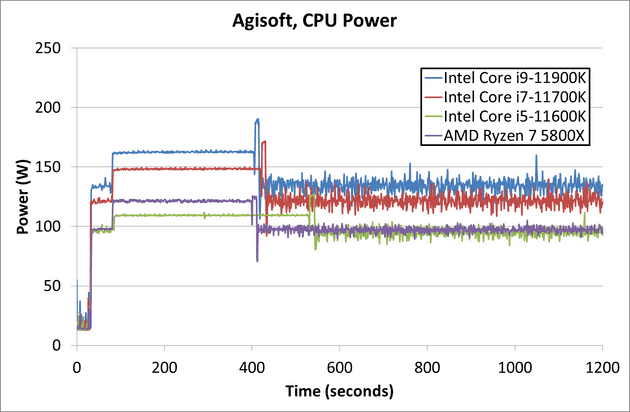 Agisoft, CPU Power
250
200
150
100
50
0
Power (W)
Intel Core i9-11900K
Intel Core i7-11700K
Intel Core i5-11600K
AMD Ryzen 7 5800X
0 200 400 600 800 1000 1200
Time (seconds)